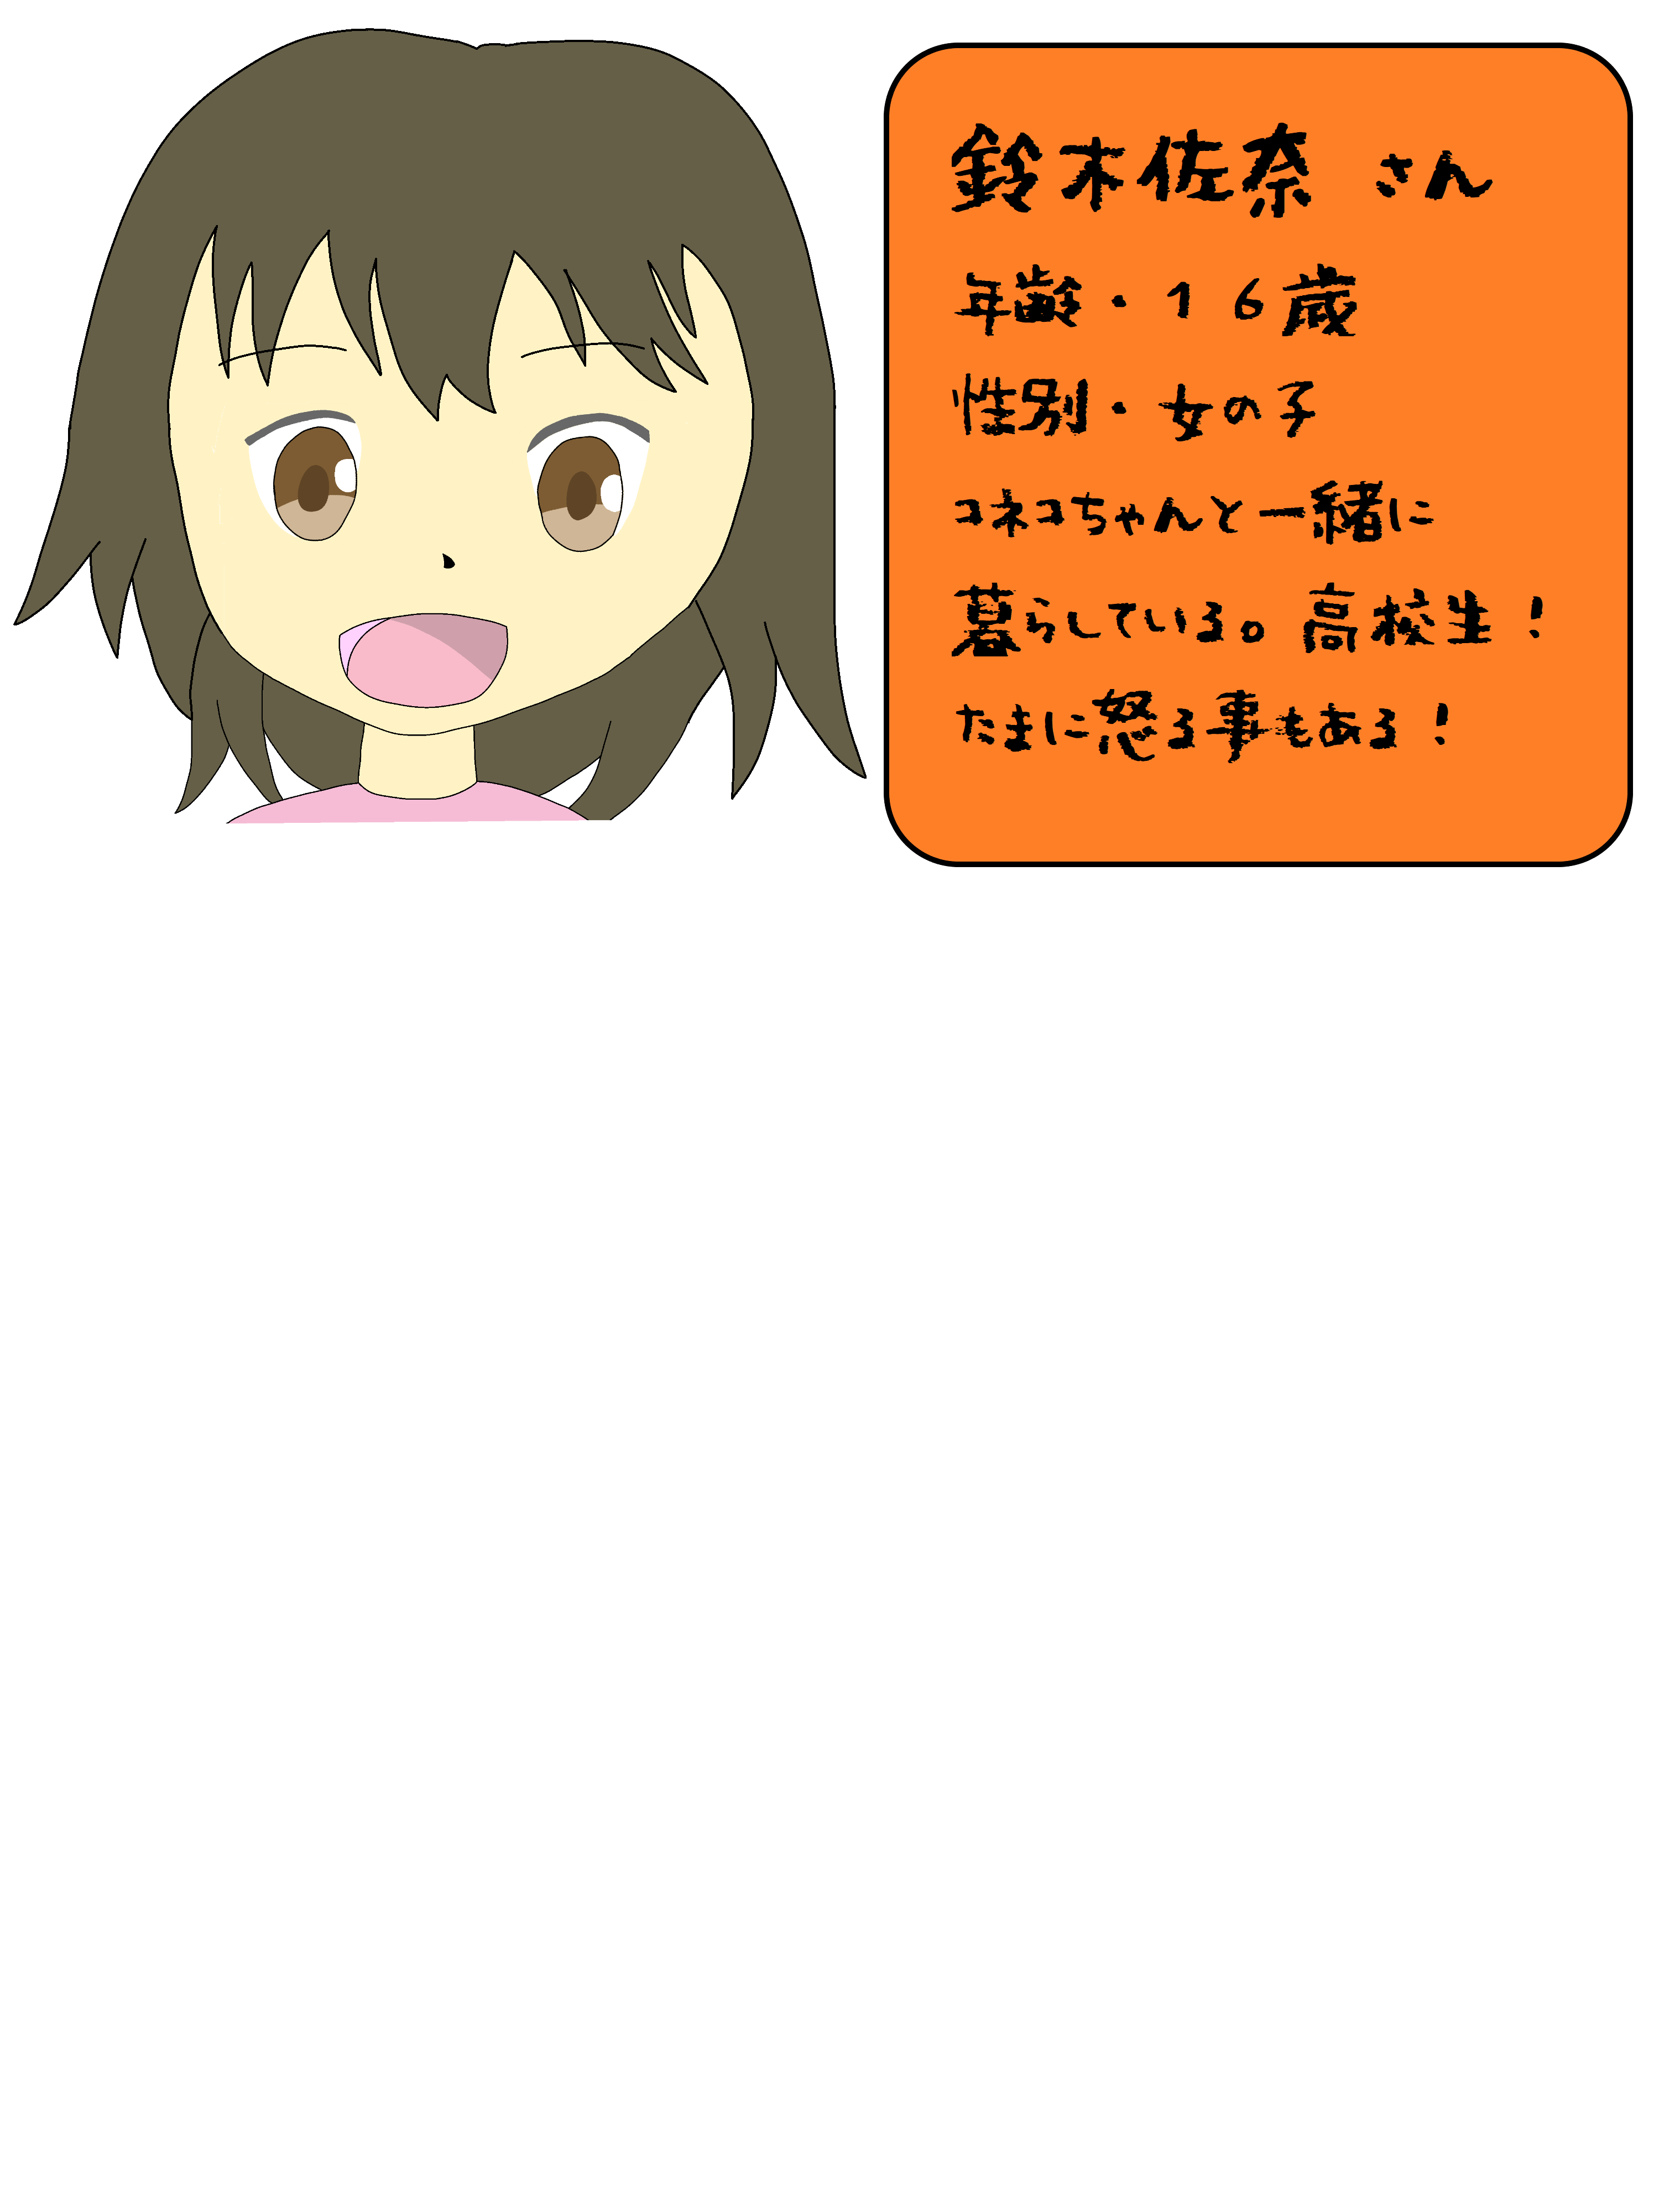 鈴木佐奈 さん
年齢・１６歳
性別・女の子
コネコちゃんと一緒に
暮らしている。高校生！
たまに怒る事もある！